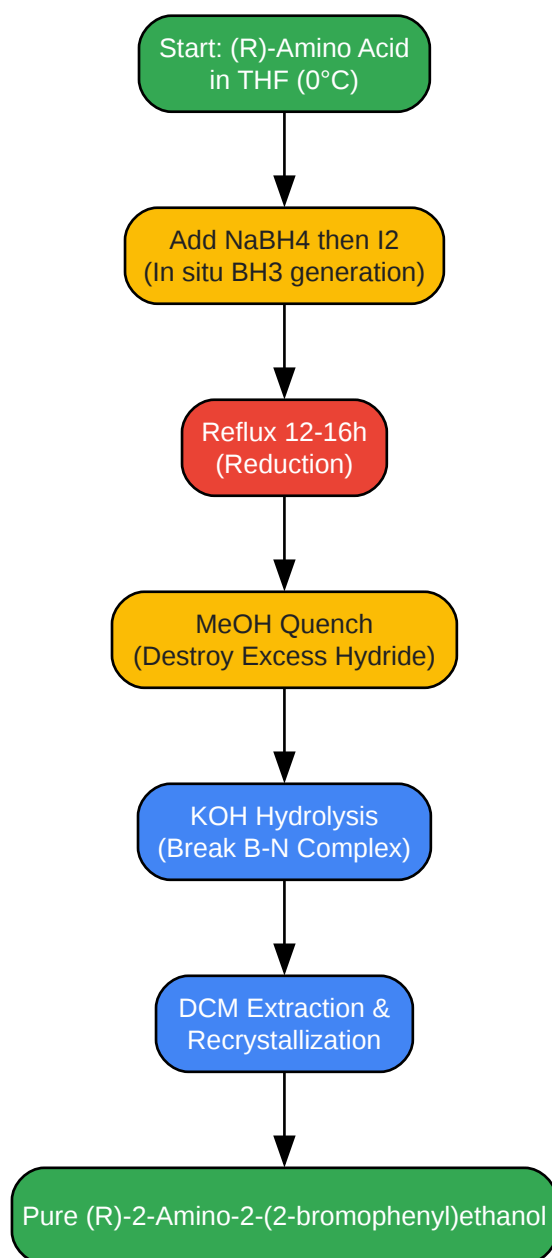 Start: (R)-Amino Acid
in THF (0°C)
Add NaBH4 then I2
(In situ BH3 generation)
Reflux 12-16h
(Reduction)
MeOH Quench
(Destroy Excess Hydride)
KOH Hydrolysis
(Break B-N Complex)
DCM Extraction &
Recrystallization
Pure (R)-2-Amino-2-(2-bromophenyl)ethanol